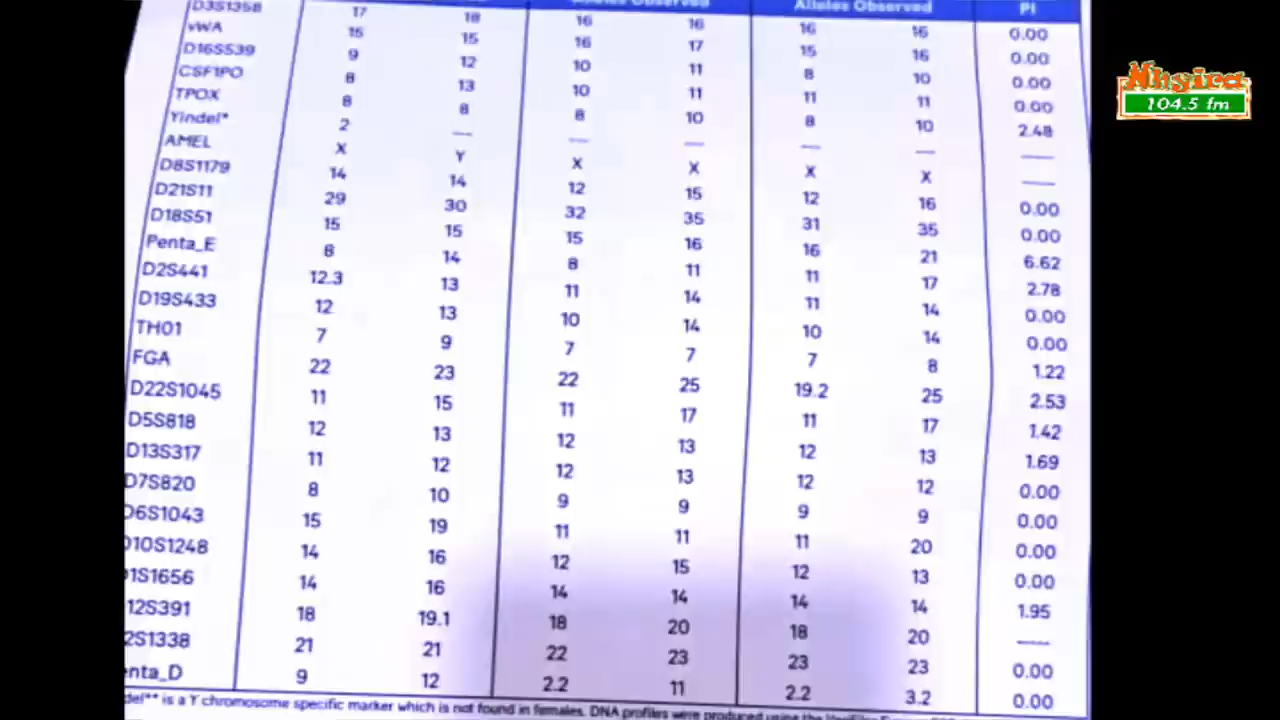 Alleles Observed Alleles Observed PI
D3S1358 17 18 16 16 16 16 0.00
vWA 15 15 16 17 15 16 0.00
D16S539 9 12 10 11 8 10 0.00
CSF1PO 8 13 10 11 11 11 0.00
TPOX 8 8 8 10 8 10 2.48
Yindel* 2 — — — — — —
AMEL X Y X X X X —
D8S1179 14 14 12 15 12 16 0.00
D21S11 29 30 32 35 31 35 0.00
D18S51 15 15 15 16 16 21 6.62
Penta_E 8 14 8 11 11 17 2.78
D2S441 12.3 13 11 14 11 14 0.00
D19S433 12 13 10 14 10 14 0.00
TH01 7 9 7 7 7 8 1.22
FGA 22 23 22 25 19.2 25 2.53
D22S1045 11 15 11 17 11 17 1.42
D5S818 12 13 12 13 12 13 1.69
D13S317 11 12 12 13 12 12 0.00
D7S820 8 10 9 9 9 9 0.00
D6S1043 15 19 11 11 11 20 0.00
D10S1248 14 16 12 15 12 13 0.00
1S1656 14 16 14 14 14 14 1.95
12S391 18 19.1 18 20 18 20 —
2S1338 21 21 22 23 23 23 0.00
enta_D 9 12 2.2 11 2.2 3.2 0.00
del** is a Y chromosome specific marker which is not found in females. DNA profiles were produced using the
Nhyira
104.5 fm